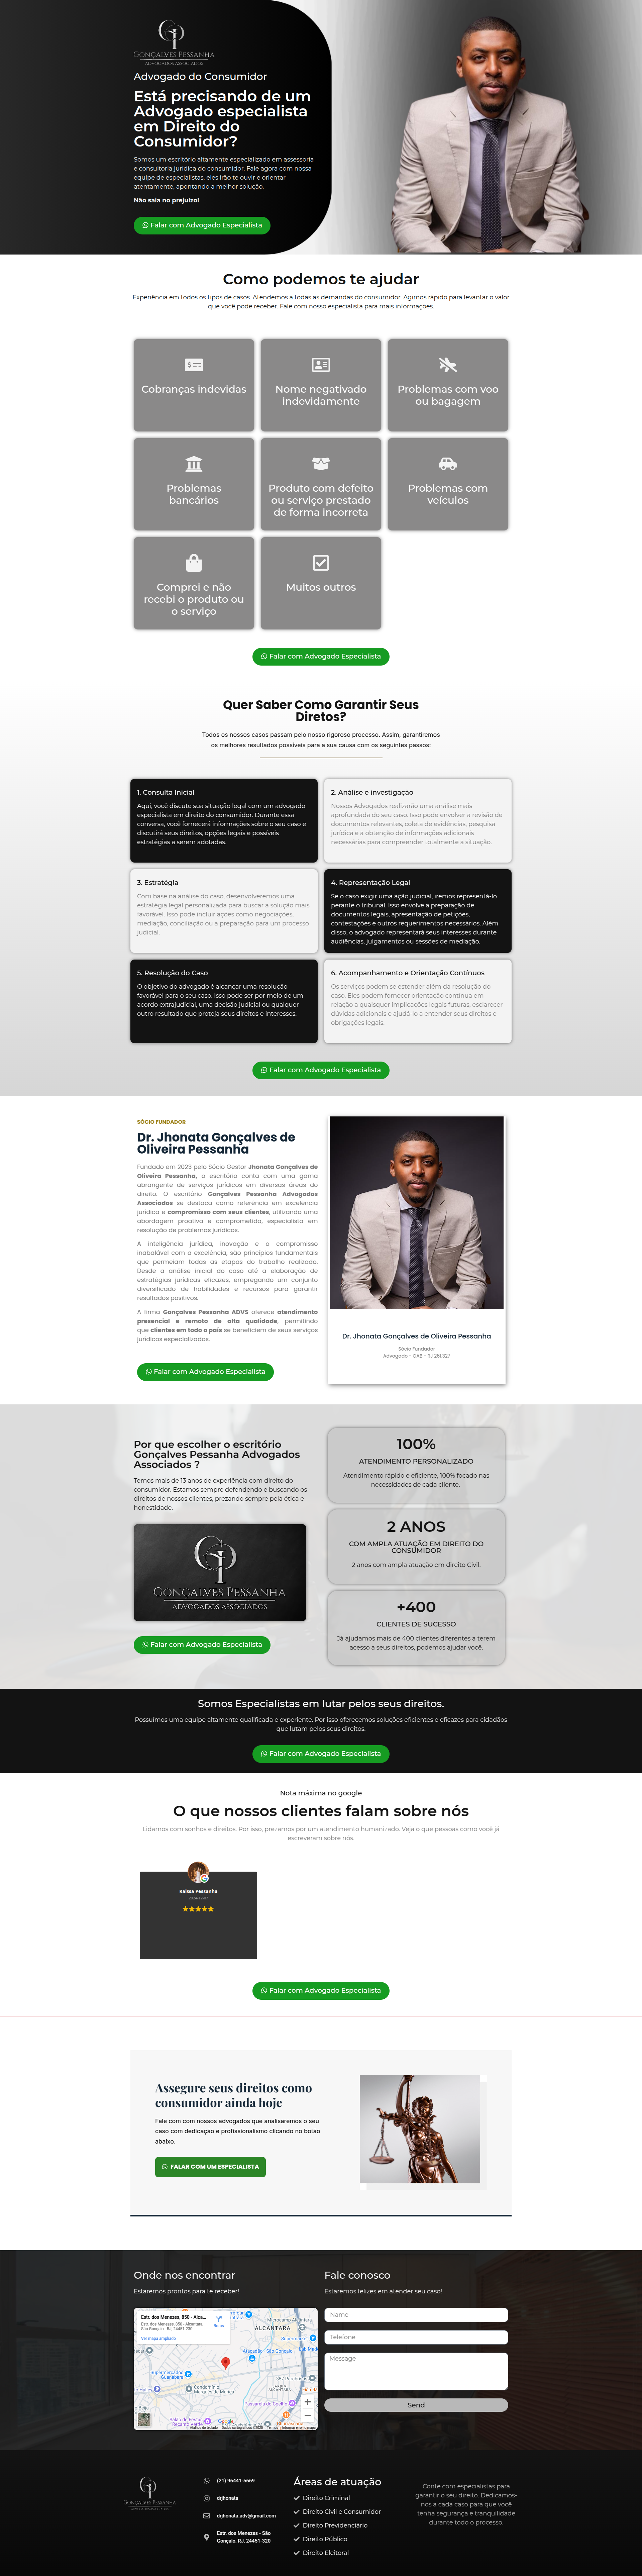 GONÇALVES PESSANHA
ADVOGADOS ASSOCIADOS
Advogado do Consumidor
Está precisando de um
Advogado especialista
em Direito do
Consumidor?
Somos um escritório altamente especializado em assessoria
e consultoria jurídica do consumidor. Fale agora com nossa
equipe de especialistas, eles irão te ouvir e orientar
atentamente, apontando a melhor solução.
Não saia no prejuízo!
Falar com Advogado Especialista
Como podemos te ajudar
Experiência em todos os tipos de casos. Atendemos a todas as demandas do consumidor. Agimos rápido para levantar o valor
que você pode receber. Fale com nosso especialista para mais informações.
Cobranças indevidas
Nome negativado
indevidamente
Problemas com voo
ou bagagem
Problemas
bancários
Produto com defeito
ou serviço prestado
de forma incorreta
Problemas com
veículos
Comprei e não
recebi o produto ou
o serviço
Muitos outros
Falar com Advogado Especialista
Quer Saber Como Garantir Seus
Diretos?
Todos os nossos casos passam pelo nosso rigoroso processo. Assim, garantiremos
os melhores resultados possíveis para a sua causa com os seguintes passos:
1. Consulta Inicial
Aqui, você discute sua situação legal com um advogado
especialista em direito do consumidor. Durante essa
conversa, você fornecerá informações sobre o seu caso e
discutirá seus direitos, opções legais e possíveis
estratégias a serem adotadas.
2. Análise e investigação
Nossos Advogados realizarão uma análise mais
aprofundada do seu caso. Isso pode envolver a revisão de
documentos relevantes, coleta de evidências, pesquisa
jurídica e a obtenção de informações adicionais
necessárias para compreender totalmente a situação.
3. Estratégia
Com base na análise do caso, desenvolveremos uma
estratégia legal personalizada para buscar a solução mais
favorável. Isso pode incluir ações como negociações,
mediação, conciliação ou a preparação para um processo
judicial.
4. Representação Legal
Se o caso exigir uma ação judicial, iremos representá-lo
perante o tribunal. Isso envolve a preparação de
documentos legais, apresentação de petições,
contestações e outros requerimentos necessários. Além
disso, o advogado representará seus interesses durante
audiências, julgamentos ou sessões de mediação.
5. Resolução do Caso
O objetivo do advogado é alcançar uma resolução
favorável para o seu caso. Isso pode ser por meio de um
acordo extrajudicial, uma decisão judicial ou qualquer
outro resultado que proteja seus direitos e interesses.
6. Acompanhamento e Orientação Contínuos
Os serviços podem se estender além da resolução do
caso. Eles podem fornecer orientação contínua em
relação a quaisquer implicações legais futuras, esclarecer
dúvidas adicionais e ajudá-lo a entender seus direitos e
obrigações legais.
Falar com Advogado Especialista
SÓCIO FUNDADOR
Dr. Jhonata Gonçalves de
Oliveira Pessanha
Fundado em 2023 pelo Sócio Gestor Jhonata Gonçalves de
Oliveira Pessanha, o escritório conta com uma gama
abrangente de serviços jurídicos em diversas áreas do
direito. O escritório Gonçalves Pessanha Advogados
Associados se destaca como referência em excelência
jurídica e compromisso com seus clientes, utilizando uma
abordagem proativa e comprometida, especialista em
resolução de problemas jurídicos.
A inteligência jurídica, inovação e o compromisso
inabalável com a excelência, são princípios fundamentais
que permeiam todas as etapas do trabalho realizado.
Desde a análise inicial do caso até a elaboração de
estratégias jurídicas eficazes, empregando um conjunto
diversificado de habilidades e recursos para garantir
resultados positivos.
A firma Gonçalves Pessanha ADVS oferece atendimento
presencial e remoto de alta qualidade, permitindo
que clientes em todo o país se beneficiem de seus serviços
jurídicos especializados.
Falar com Advogado Especialista
Dr. Jhonata Gonçalves de Oliveira Pessanha
Sócio Fundador
Advogado - OAB - RJ 251.327
Por que escolher o escritório
Gonçalves Pessanha Advogados
Associados ?
Temos mais de 13 anos de experiência com direito do
consumidor. Estamos sempre defendendo e buscando os
direitos de nossos clientes, prezando sempre pela ética e
honestidade.
GONÇALVES PESSANHA
ADVOGADOS ASSOCIADOS
Falar com Advogado Especialista
100%
ATENDIMENTO PERSONALIZADO
Atendimento rápido e eficiente, 100% focado nas
necessidades de cada cliente.
2 ANOS
COM AMPLA ATUAÇÃO EM DIREITO DO
CONSUMIDOR
2 anos com ampla atuação em direito Civil.
+400
CLIENTES DE SUCESSO
Já ajudamos mais de 400 clientes diferentes a terem
acesso a seus direitos, podemos ajudar você.
Somos Especialistas em lutar pelos seus direitos.
Possuímos uma equipe altamente qualificada e experiente. Por isso oferecemos soluções eficientes e eficazes para cidadãos
que lutam pelos seus direitos.
Falar com Advogado Especialista
Nota máxima no google
O que nossos clientes falam sobre nós
Lidamos com sonhos e direitos. Por isso, prezamos por um atendimento humanizado. Veja o que pessoas como você já
escreveram sobre nós.
Raissa Pessanha
Falar com Advogado Especialista
Assegure seus direitos como
consumidor ainda hoje
Fale com com nossos advogados que analisaremos o seu
caso com dedicação e profissionalismo clicando no botão
abaixo.
FALAR COM UM ESPECIALISTA
Onde nos encontrar
Estaremos prontos para te receber!
Estr. dos Menezes, 850 - Alca...
Estr. dos Menezes, 850 - Alcantara,
São Gonçalo - RJ, 24451-230
Rotas
Ver mapa ampliado
ALCANTARA
Supermarket
Atacadão - São Gonçalo
Supermercados
Guanabara
Condomínio
Marquês de Maricá
JARDIM
ALCANTARA
Passarela do Coelho
Salão de Festas
Recanto Verde
Google
Fale conosco
Estaremos felizes em atender seu caso!
Name
Telefone
Message
Send
GONÇALVES PESSANHA
(21) 96441-5669
drjhonata
drjhonata.adv@gmail.com
Estr. dos Menezes - São
Gonçalo, RJ, 24451-320
Áreas de atuação
Direito Criminal
Direito Civil e Consumidor
Direito Previdenciário
Direito Público
Direito Eleitoral
Conte com especialistas para
garantir o seu direito. Dedicamos-
nos a cada caso para que você
tenha segurança e tranquilidade
durante todo o processo.